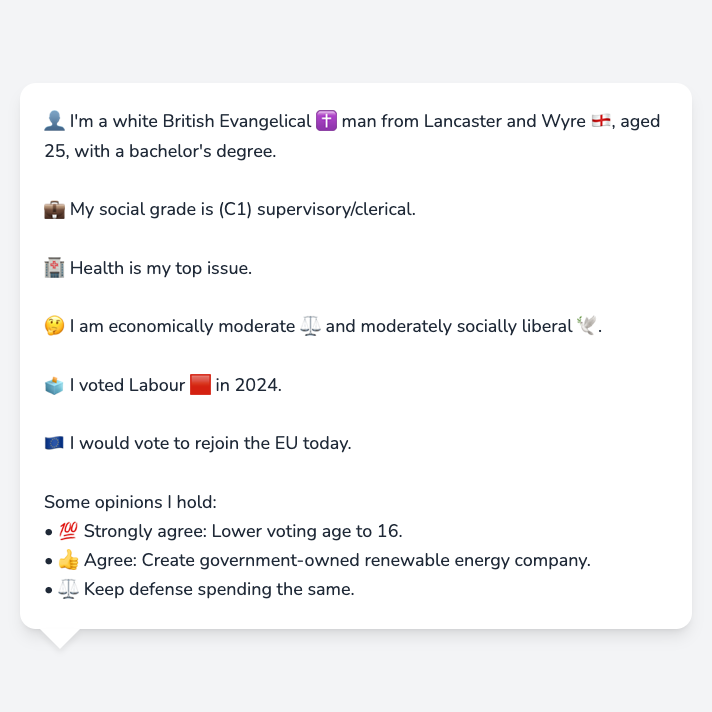 👤 I'm a white British Evangelical ✝️ man from Lancaster and Wyre 🏴󠁧󠁢󠁥󠁮󠁧󠁿, aged
25, with a bachelor's degree.
💼 My social grade is (C1) supervisory/clerical.
🏥 Health is my top issue.
🤔 I am economically moderate ⚖️ and moderately socially liberal 🕊️.
🗳️ I voted Labour 🟥 in 2024.
🇪🇺 I would vote to rejoin the EU today.
Some opinions I hold:
• 💯 Strongly agree: Lower voting age to 16.
• 👍 Agree: Create government-owned renewable energy company.
• ⚖️ Keep defense spending the same.